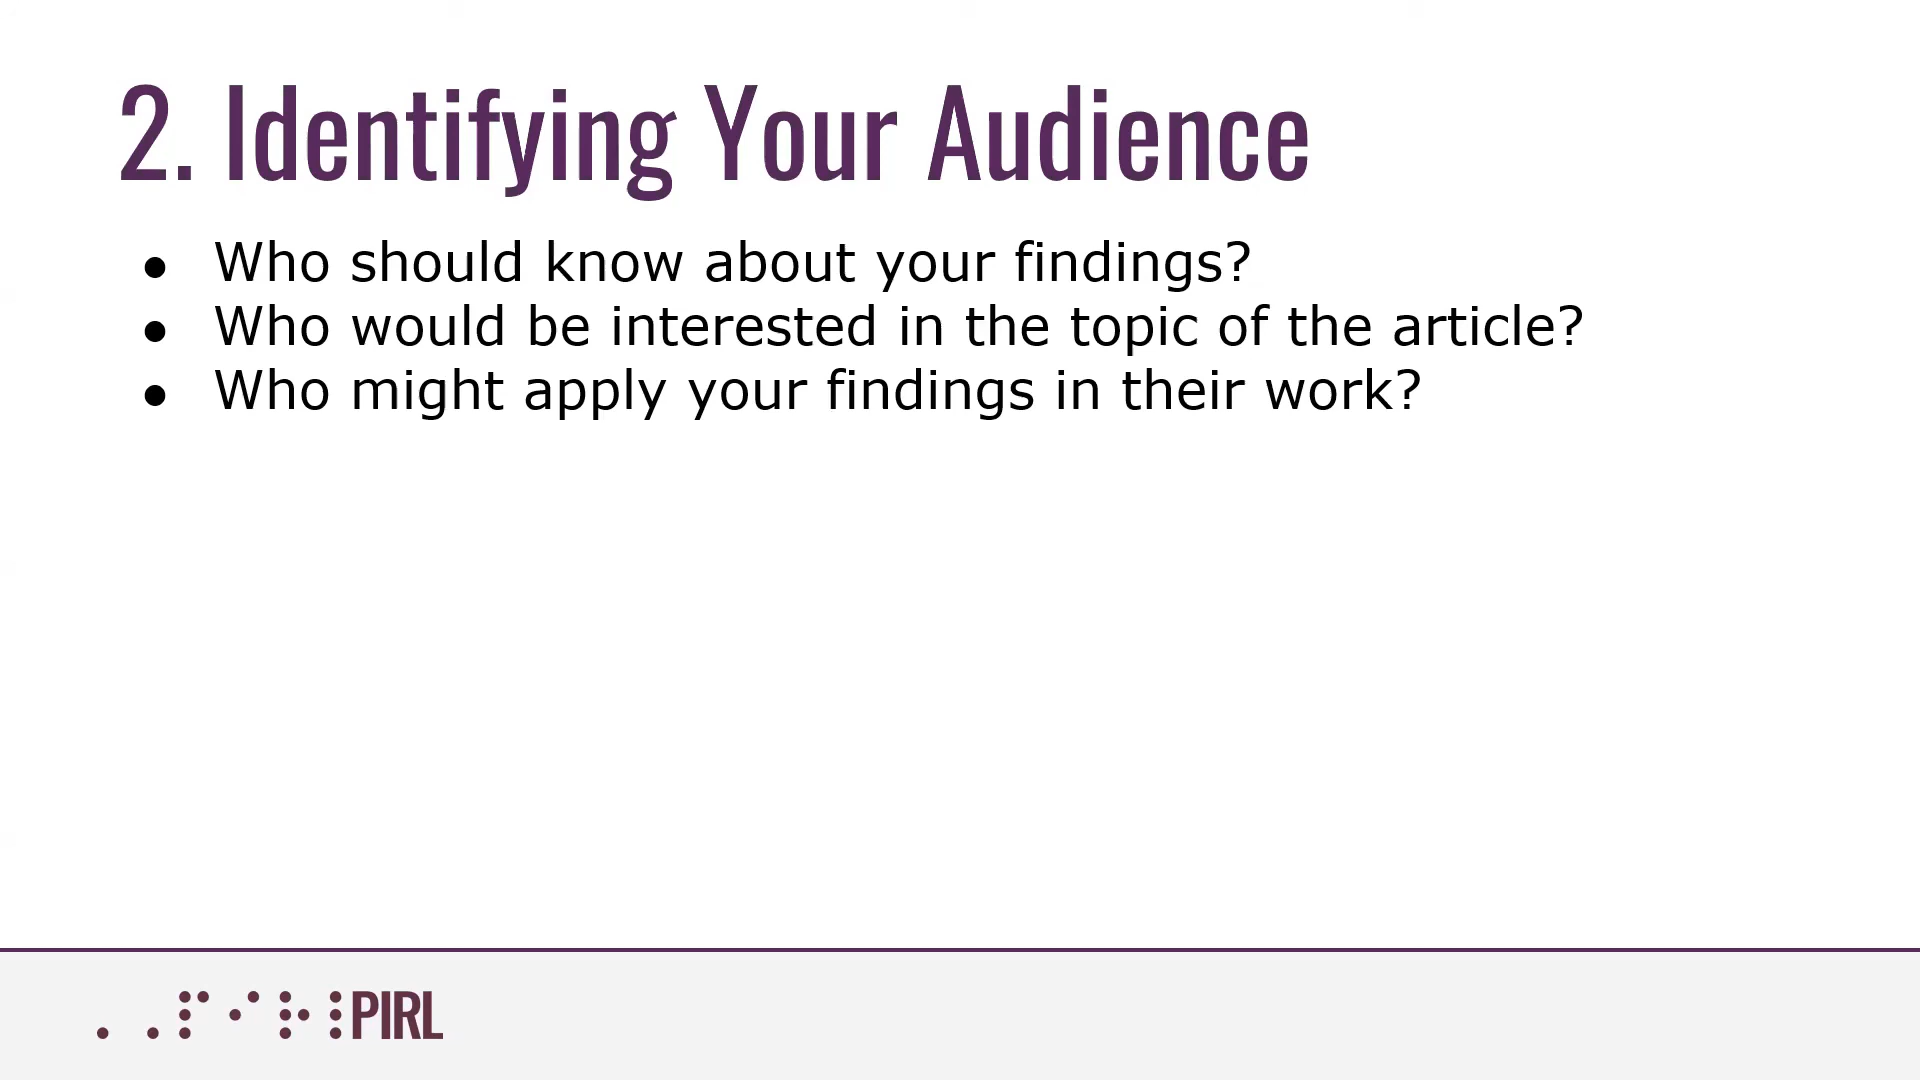 2. Identifying Your Audience
● Who should know about your findings?
● Who would be interested in the topic of the article?
● Who might apply your findings in their work?
⠠⠠⠏⠊⠗⠇PIRL